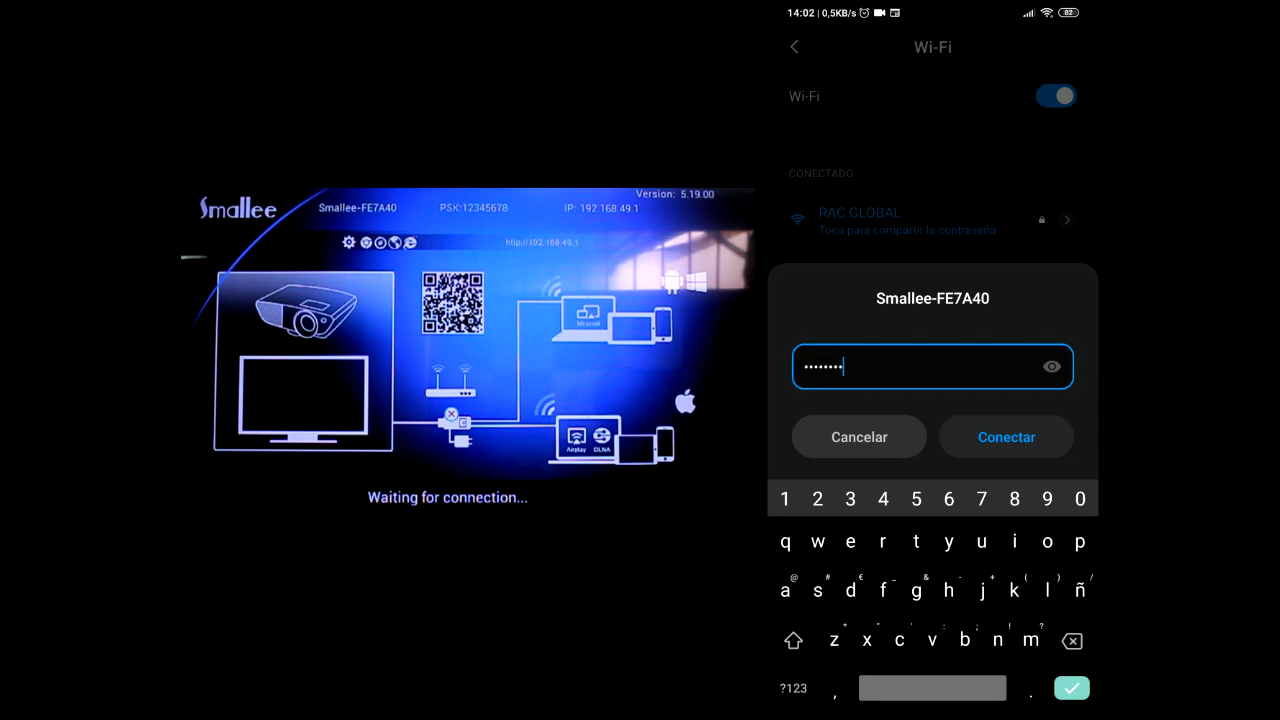 Smallee
Smallee-FE7A40
PSK:12345678
IP: 192.168.49.1
Version: 5.19.00
http://192.168.49.1
Miracast
Airplay
DLNA
Waiting for connection...
14:02 | 0,5KB/s
82
Wi-Fi
Wi-Fi
CONECTADO
RAC GLOBAL
Toca para compartir la contraseña
Smallee-FE7A40
••••••••
Cancelar
Conectar
1 2 3 4 5 6 7 8 9 0
q w e r t y u i o p
@ # € _ & - + ( ) /
a s d f g h j k l ñ
* " ' : ; ! ?
z x c v b n m
?123 , .